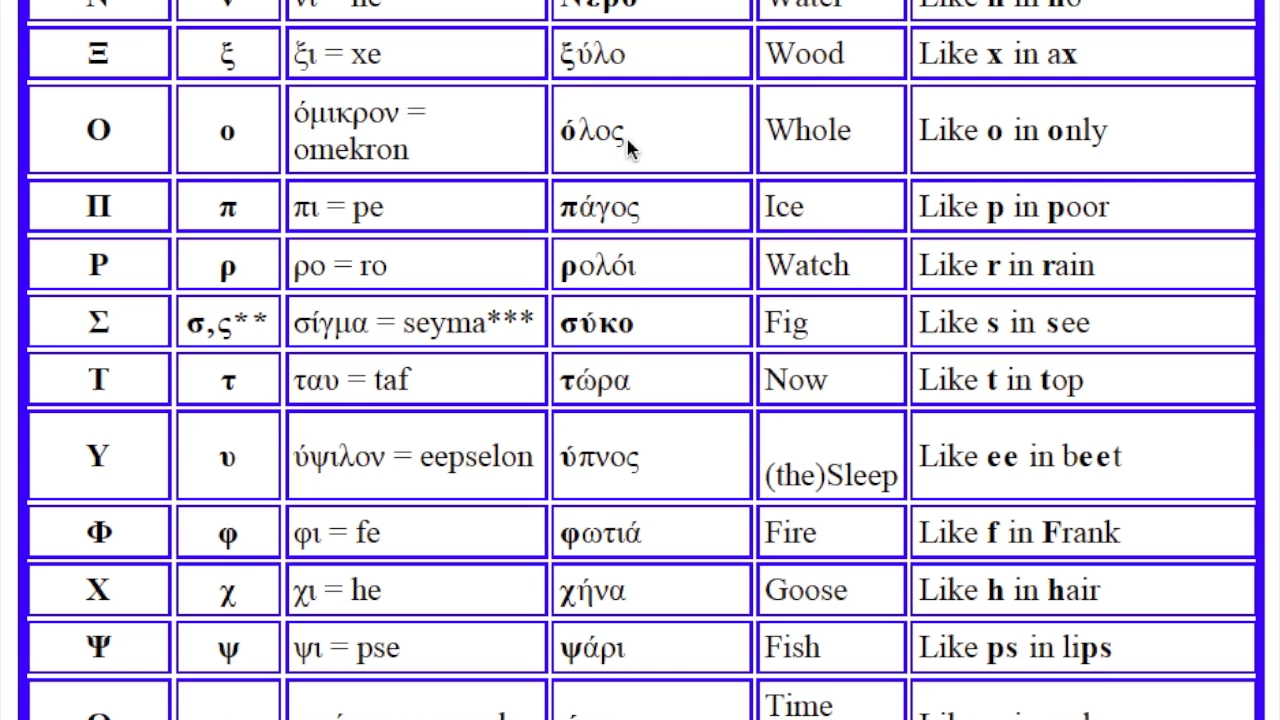 Ξ ξ ξι = xe ξύλο Wood Like x in ax
Ο ο όμικρον =
omekron όλος Whole Like o in only
Π π πι = pe πάγος Ice Like p in poor
Ρ ρ ρο = ro ρολόι Watch Like r in rain
Σ σ,ς** σίγμα = seyma*** σύκο Fig Like s in see
Τ τ ταυ = taf τώρα Now Like t in top
Υ υ ύψιλον = eepselon ύπνος (the)Sleep Like ee in beet
Φ φ φι = fe φωτιά Fire Like f in Frank
Χ χ χι = he χήνα Goose Like h in hair
Ψ ψ ψι = pse ψάρι Fish Like ps in lips
Time